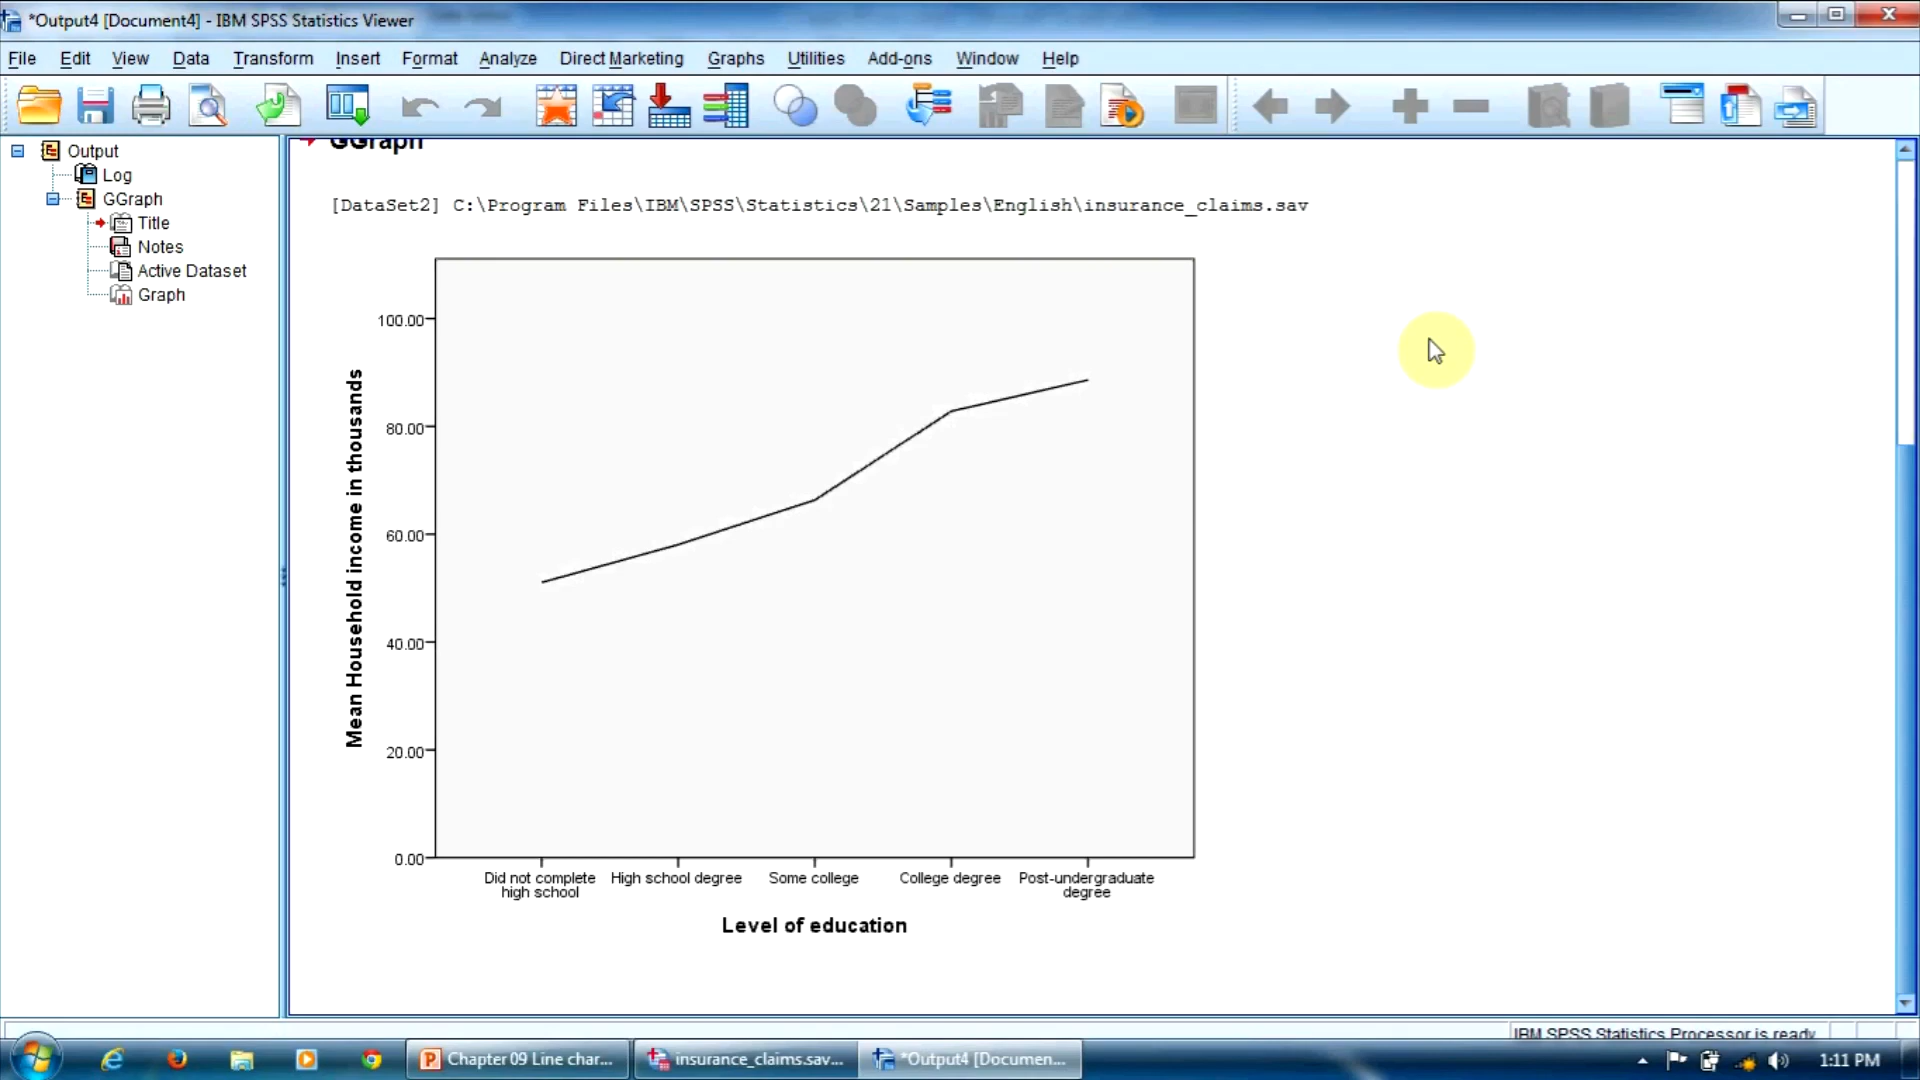 *Output4 [Document4] - IBM SPSS Statistics Viewer
File Edit View Data Transform Insert Format Analyze Direct Marketing Graphs Utilities Add-ons Window Help
Output
Log
GGraph
Title
Notes
Active Dataset
Graph
GGraph
[DataSet2] C:\Program Files\IBM\SPSS\Statistics\21\Samples\English\insurance_claims.sav
Mean Household income in thousands
100.00
80.00
60.00
40.00
20.00
0.00
Did not complete
high school
High school degree
Some college
College degree
Post-undergraduate
degree
Level of education
IBM SPSS Statistics Processor is ready
Chapter 09 Line char...
insurance_claims.sav...
*Output4 [Documen...
1:11 PM